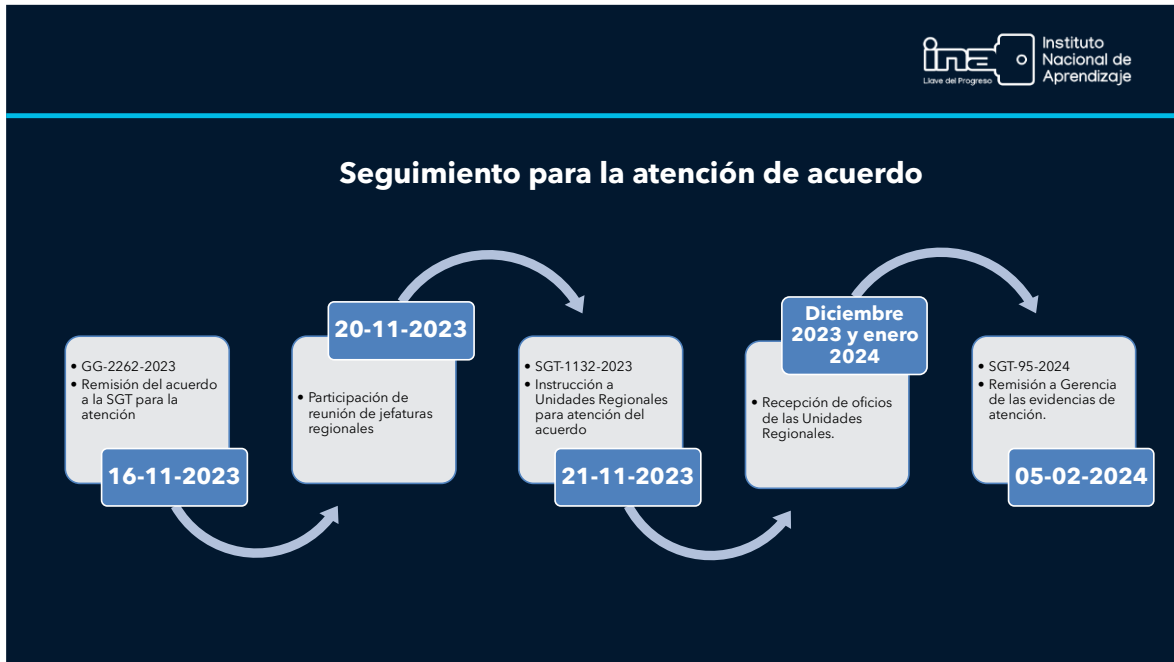 ina
Llave del Progreso
Instituto
Nacional de
Aprendizaje
Seguimiento para la atención de acuerdo
• GG-2262-2023
• Remisión del acuerdo
a la SGT para la
atención
16-11-2023
20-11-2023
• Participación de
reunión de jefaturas
regionales
• SGT-1132-2023
• Instrucción a
Unidades Regionales
para atención del
acuerdo
21-11-2023
Diciembre
2023 y enero
2024
• Recepción de oficios
de las Unidades
Regionales.
• SGT-95-2024
• Remisión a Gerencia
de las evidencias de
atención.
05-02-2024